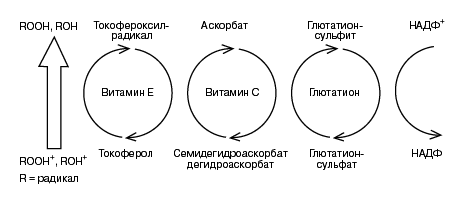 ROOH, ROH
Токофероксил-
радикал
Аскорбат
Глютатион-
сульфит
НАДФ+
Витамин Е
Витамин С
Глютатион
ROOH+, ROH+
R = радикал
Токоферол
Семидегидроаскорбат
дегидроаскорбат
Глютатион-
сульфат
НАДФ